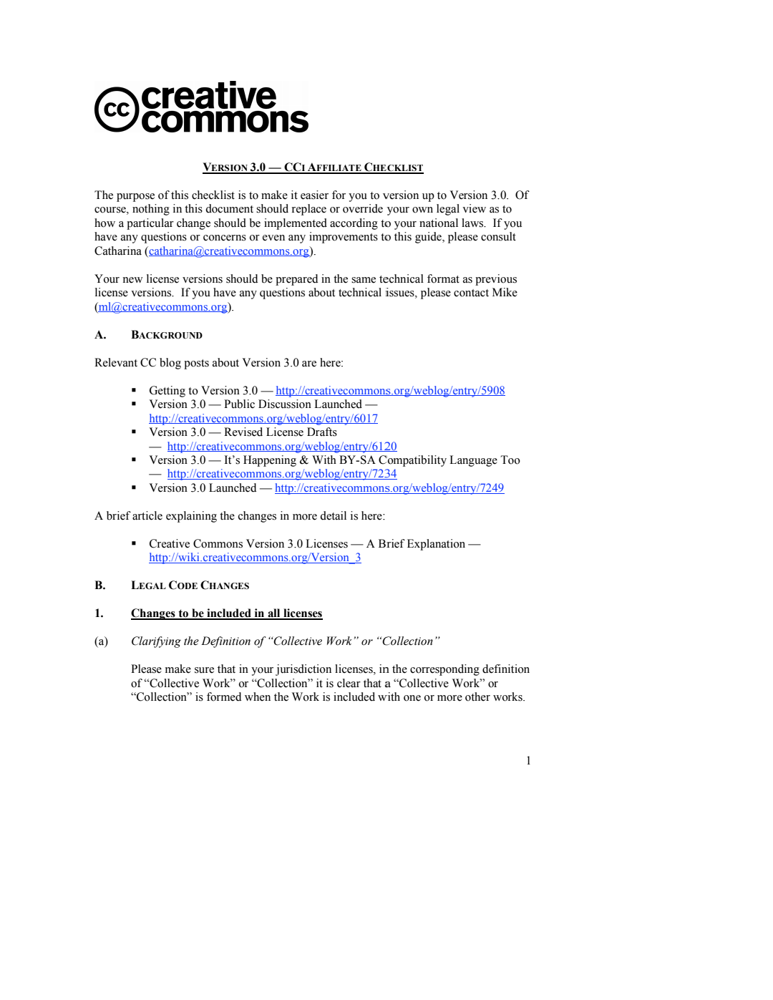 cc creative
commons
VERSION 3.0 — CCI AFFILIATE CHECKLIST
The purpose of this checklist is to make it easier for you to version up to Version 3.0.  Of
course, nothing in this document should replace or override your own legal view as to
how a particular change should be implemented according to your national laws.  If you
have any questions or concerns or even any improvements to this guide, please consult
Catharina (catharina@creativecommons.org).
Your new license versions should be prepared in the same technical format as previous
license versions.  If you have any questions about technical issues, please contact Mike
(ml@creativecommons.org).
A. BACKGROUND
Relevant CC blog posts about Version 3.0 are here:
▪ Getting to Version 3.0 — http://creativecommons.org/weblog/entry/5908
▪ Version 3.0 — Public Discussion Launched —
http://creativecommons.org/weblog/entry/6017
▪ Version 3.0 — Revised License Drafts
— http://creativecommons.org/weblog/entry/6120
▪ Version 3.0 — It’s Happening & With BY-SA Compatibility Language Too
— http://creativecommons.org/weblog/entry/7234
▪ Version 3.0 Launched — http://creativecommons.org/weblog/entry/7249
A brief article explaining the changes in more detail is here:
▪ Creative Commons Version 3.0 Licenses — A Brief Explanation —
http://wiki.creativecommons.org/Version_3
B. LEGAL CODE CHANGES
1. Changes to be included in all licenses
(a) Clarifying the Definition of “Collective Work” or “Collection”
Please make sure that in your jurisdiction licenses, in the corresponding definition
of “Collective Work” or “Collection” it is clear that a “Collective Work” or
“Collection” is formed when the Work is included with one or more other works.
1